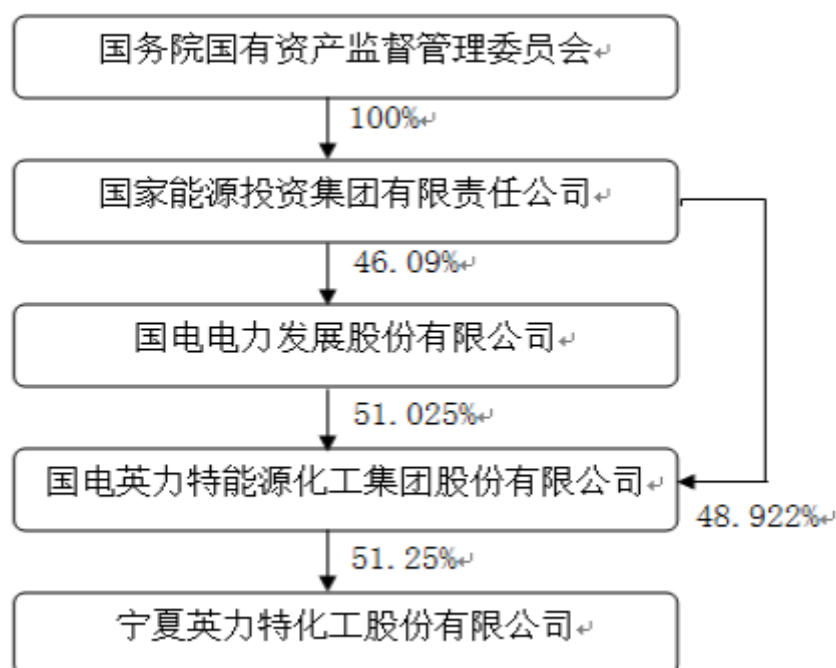 国务院国有资产监督管理委员会
100%
国家能源投资集团有限责任公司
46.09%
国电电力发展股份有限公司
51.025%
国电英力特能源化工集团股份有限公司
48.922%
51.25%
宁夏英力特化工股份有限公司